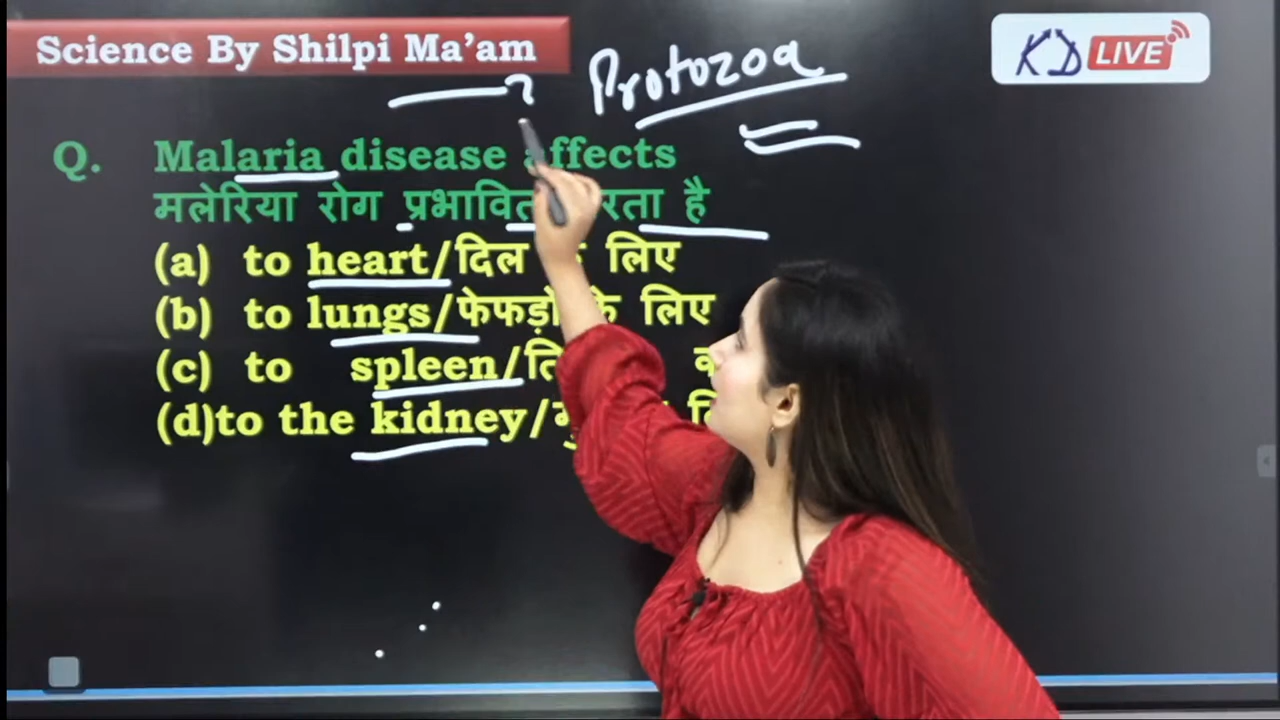 Science By Shilpi Ma'am
Protozoa
KD LIVE
Q. Malaria disease affects
मलेरिया रोग प्रभावित है
(a) to heart/दिल लिए
(b) to lungs/फेफड़ों के लिए
(c) to spleen/
(d)to the kidney/